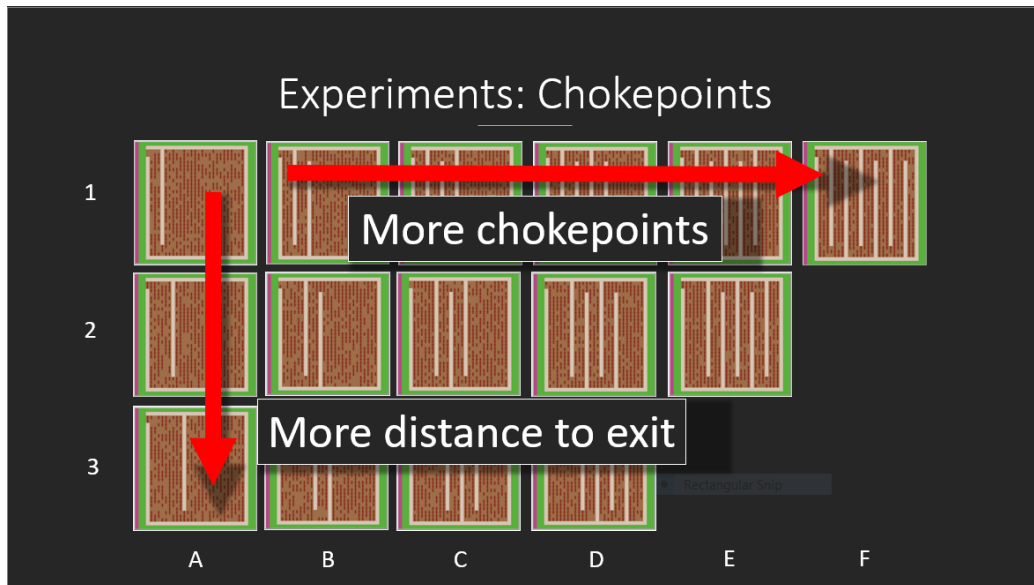 Experiments: Chokepoints
1
More chokepoints
2
More distance to exit
3
Rectangular Snip
A B C D E F